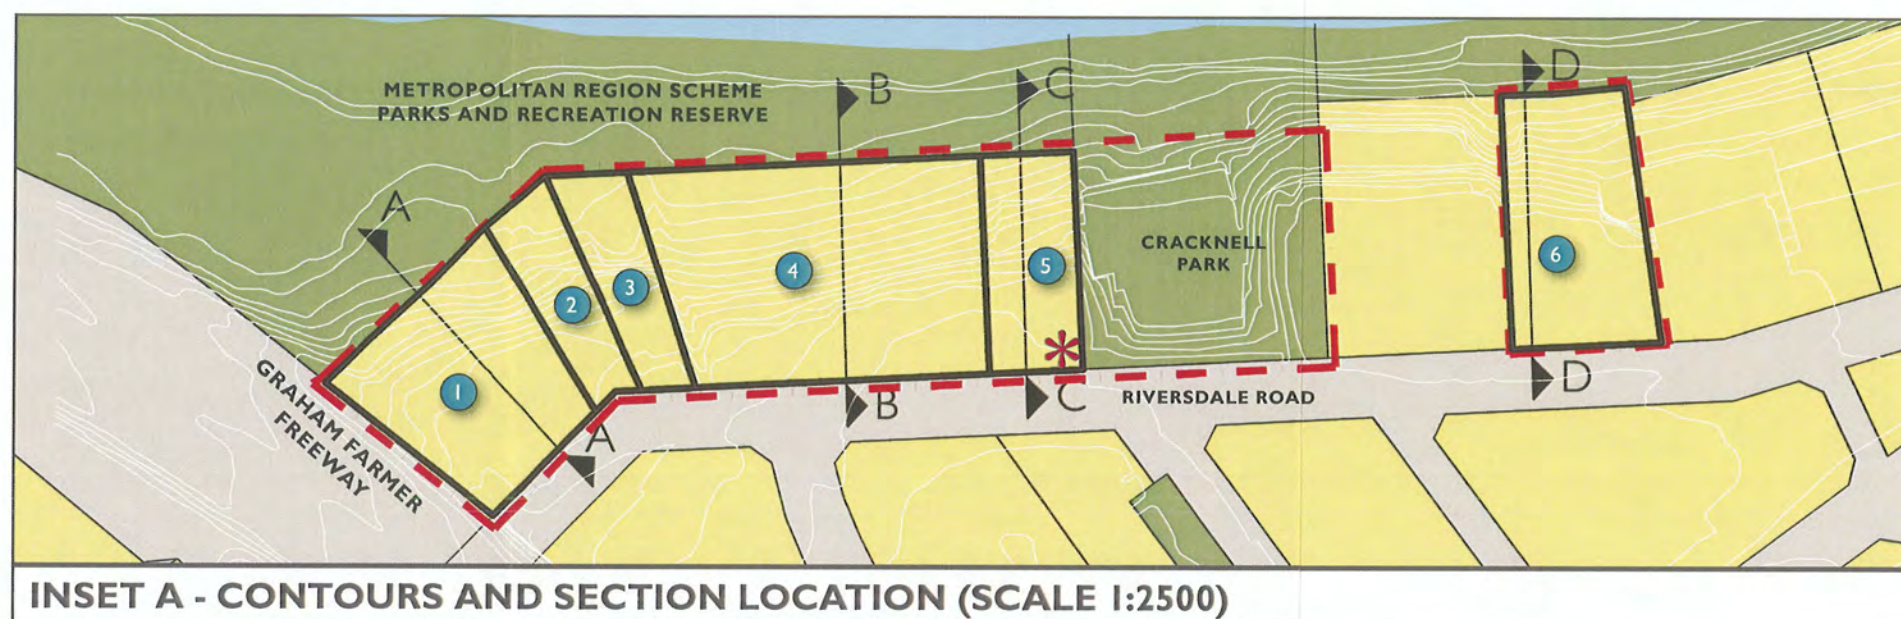 METROPOLITAN REGION SCHEME
PARKS AND RECREATION RESERVE
B
C
D
A
CRACKNELL
PARK
1
2
3
4
5
6
*
GRAHAM FARMER
FREEWAY
A
B
C
RIVERSDALE ROAD
D
INSET A - CONTOURS AND SECTION LOCATION (SCALE 1:2500)